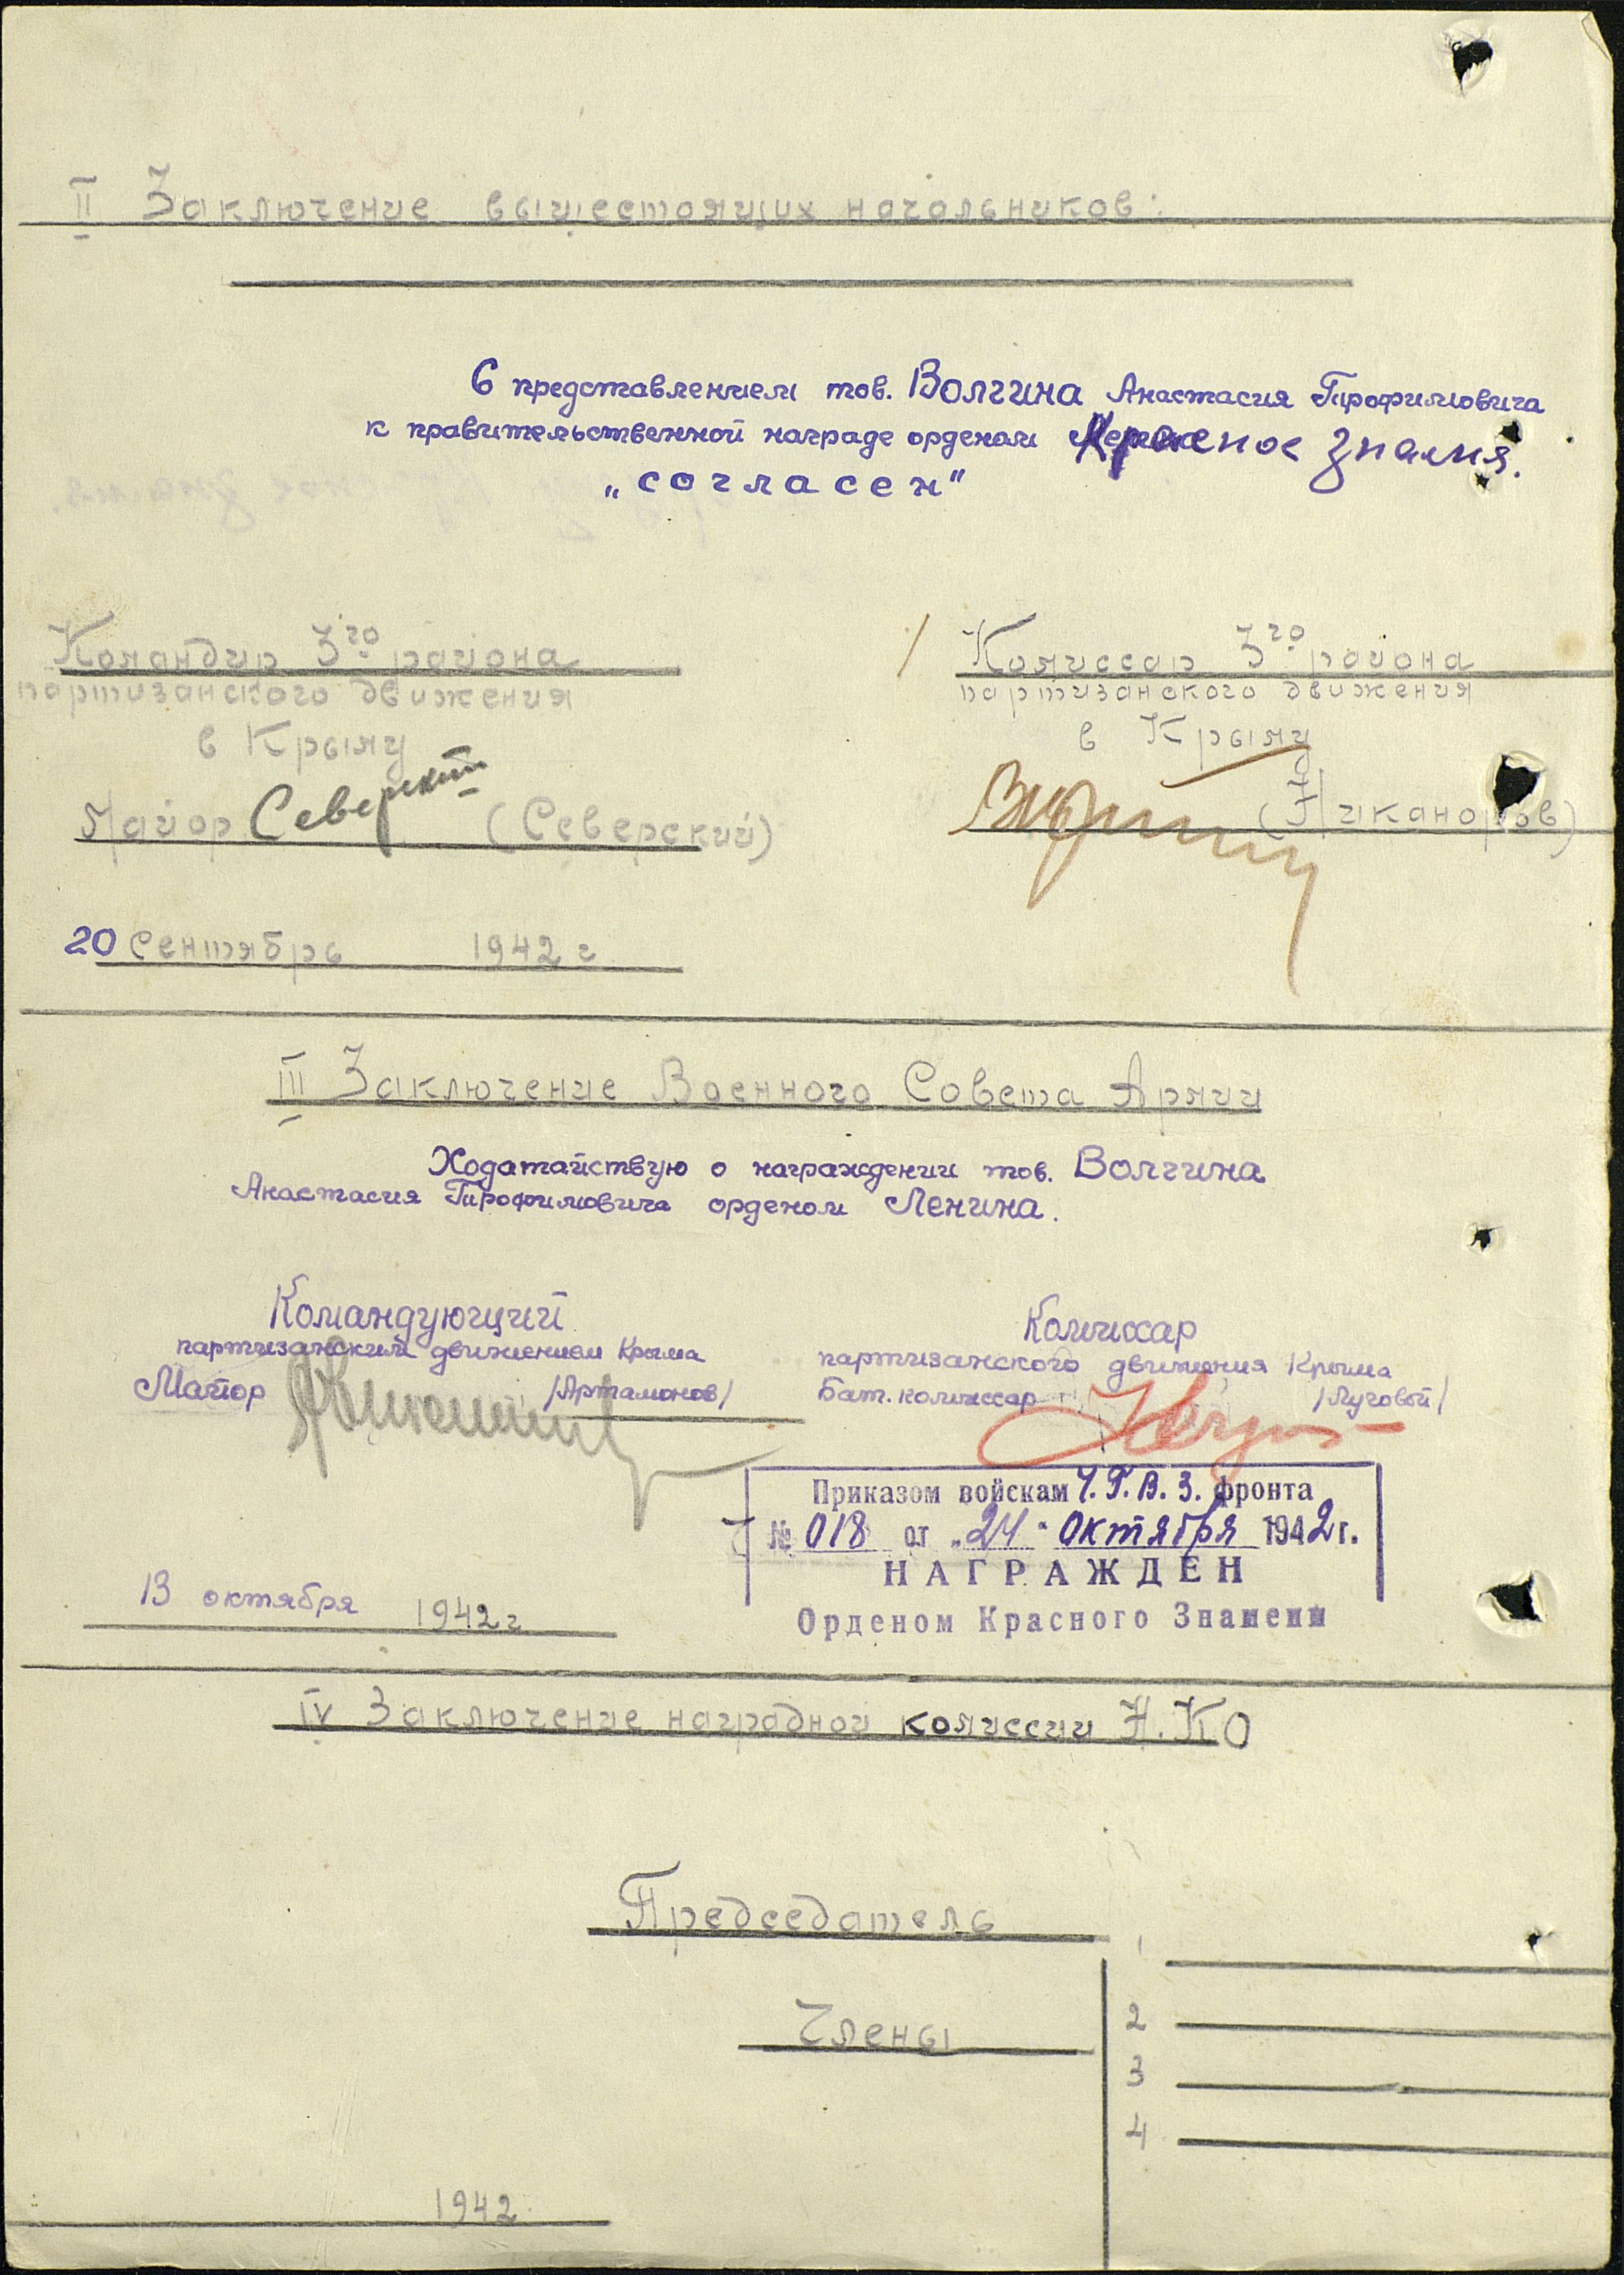 II Заключение вышестоящих начальников:
С представлением тов. Волгина Анастасия Трофимовича
к правительственной награде орденом Красное Знамя.
„согласен"
Командир 3го района
партизанского движения
в Крыму
Майор Северский (Северский)
20 Сентябрь 1942 г
Комиссар 3го района
партизанского движения
в Крыму
(Никаноров)
III Заключение Военного Совета Армии
Ходатайствую о награждении тов. Волгина
Анастасия Трофимовича орденом Ленина.
Командующий
партизанским движением Крыма
Майор /Артамонов/
Комиссар
партизанского движения Крыма
Бат. комиссар /Луговой/
Приказом войскам Ч. Г. В. З. фронта
№ 018 от „24" октября 1942 г.
НАГРАЖДЕН
Орденом Красного Знамени
13 октября 1942 г
IV Заключение наградной комиссии Н.КО
Председатель
Члены
1
2
3
4
1942